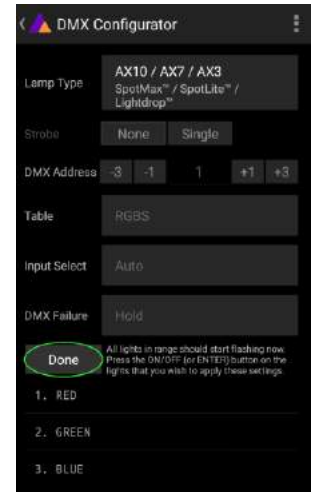 DMX Configurator
Lamp Type
AX10 / AX7 / AX3
SpotMax™ / SpotLite™ /
Lightdrop™
Strobe None Single
DMX Address -3 -1 1 +1 +3
Table RGBS
Input Select Auto
DMX Failure Hold
Done
All lights in range should start flashing now.
Press the ON/OFF (or ENTER) button on the
lights that you wish to apply these settings.
1. RED
2. GREEN
3. BLUE